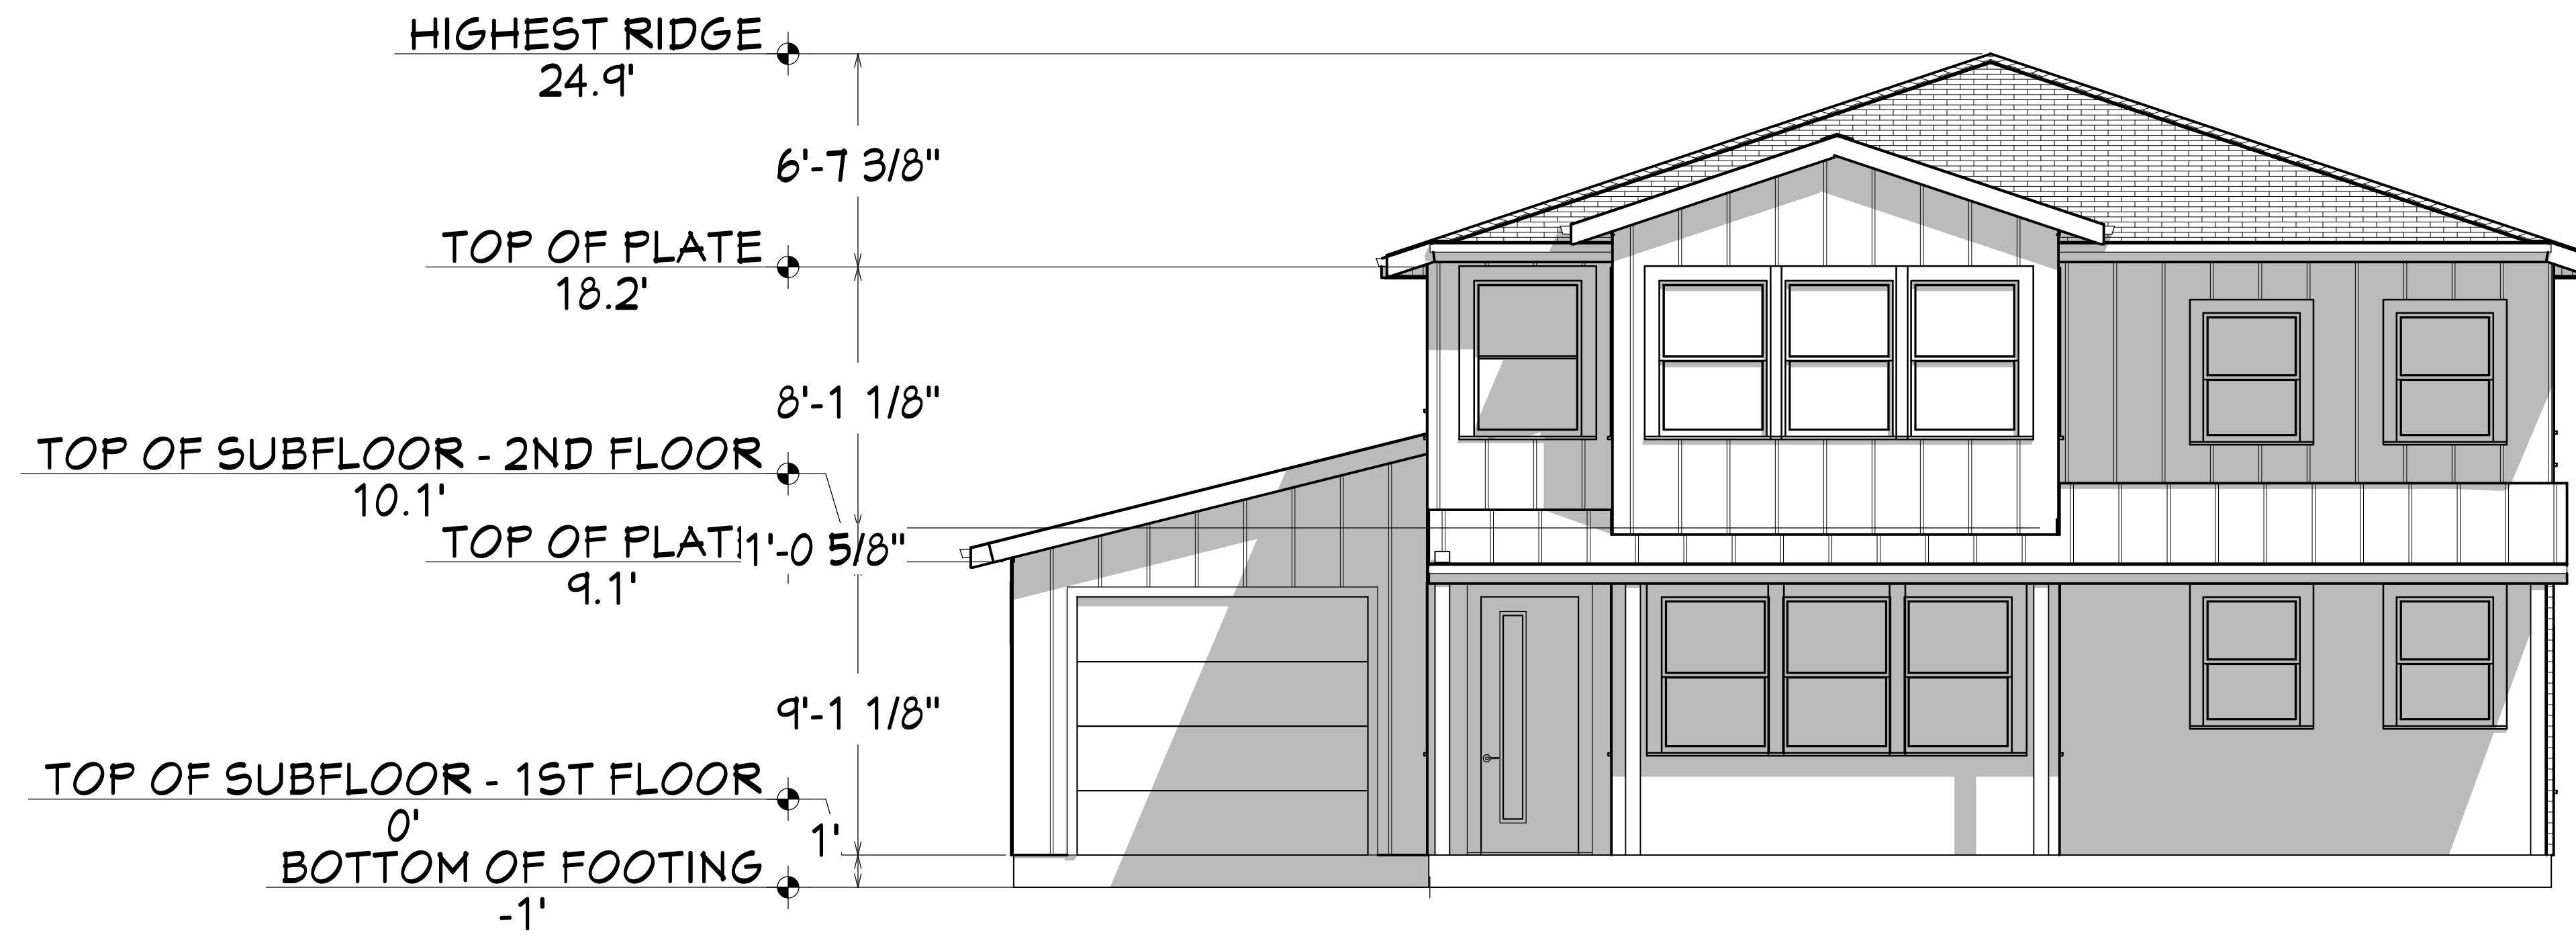 HIGHEST RIDGE
24.9'
6'-7 3/8"
TOP OF PLATE
18.2'
8'-1 1/8"
TOP OF SUBFLOOR - 2ND FLOOR
10.1'
TOP OF PLAT
1'-0 5/8"
9.1'
9'-1 1/8"
TOP OF SUBFLOOR - 1ST FLOOR
0'
1'
BOTTOM OF FOOTING
-1'